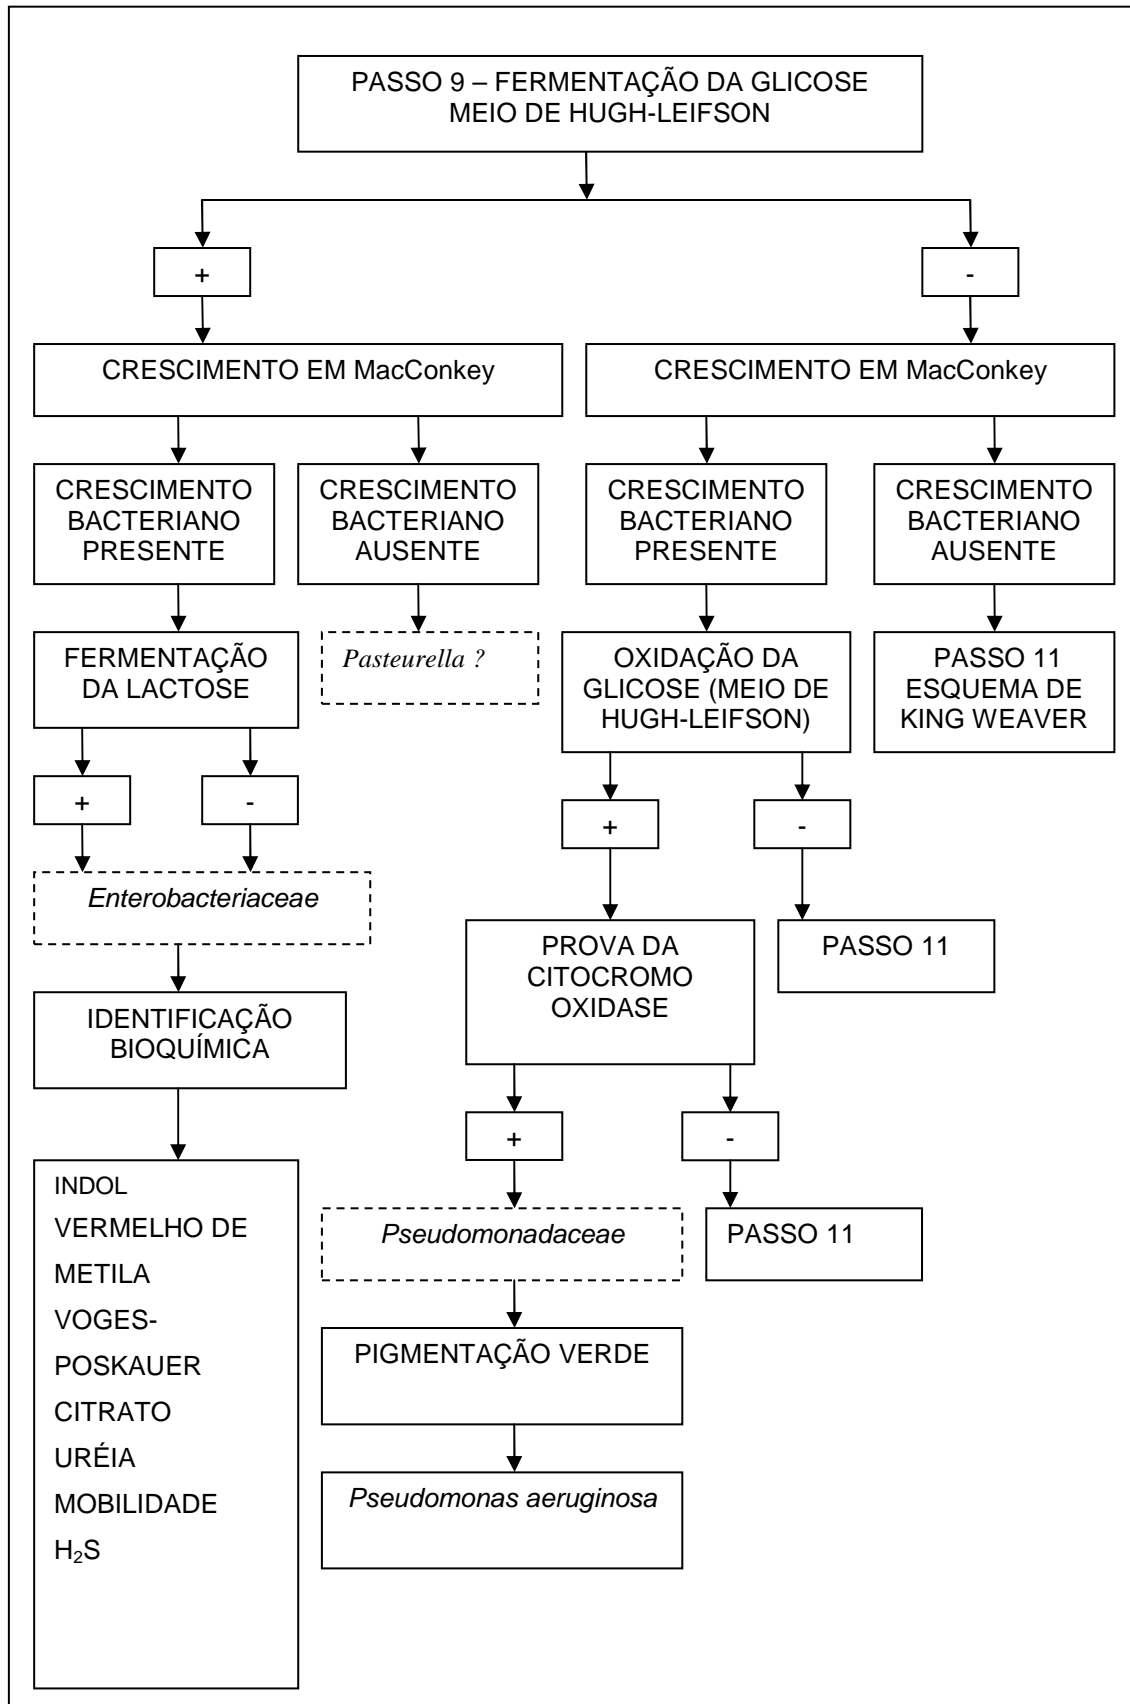 PASSO 9 – FERMENTAÇÃO DA GLICOSE
MEIO DE HUGH-LEIFSON
+
-
CRESCIMENTO EM MacConkey
CRESCIMENTO EM MacConkey
CRESCIMENTO
BACTERIANO
PRESENTE
CRESCIMENTO
BACTERIANO
AUSENTE
CRESCIMENTO
BACTERIANO
PRESENTE
CRESCIMENTO
BACTERIANO
AUSENTE
FERMENTAÇÃO
DA LACTOSE
Pasteurella ?
OXIDAÇÃO DA
GLICOSE (MEIO DE
HUGH-LEIFSON)
PASSO 11
ESQUEMA DE
KING WEAVER
+
-
+
-
Enterobacteriaceae
PROVA DA
CITOCROMO
OXIDASE
PASSO 11
IDENTIFICAÇÃO
BIOQUÍMICA
+
-
INDOL
VERMELHO DE
METILA
VOGES-
POSKAUER
CITRATO
URÉIA
MOBILIDADE
H₂S
Pseudomonadaceae
PASSO 11
PIGMENTAÇÃO VERDE
Pseudomonas aeruginosa